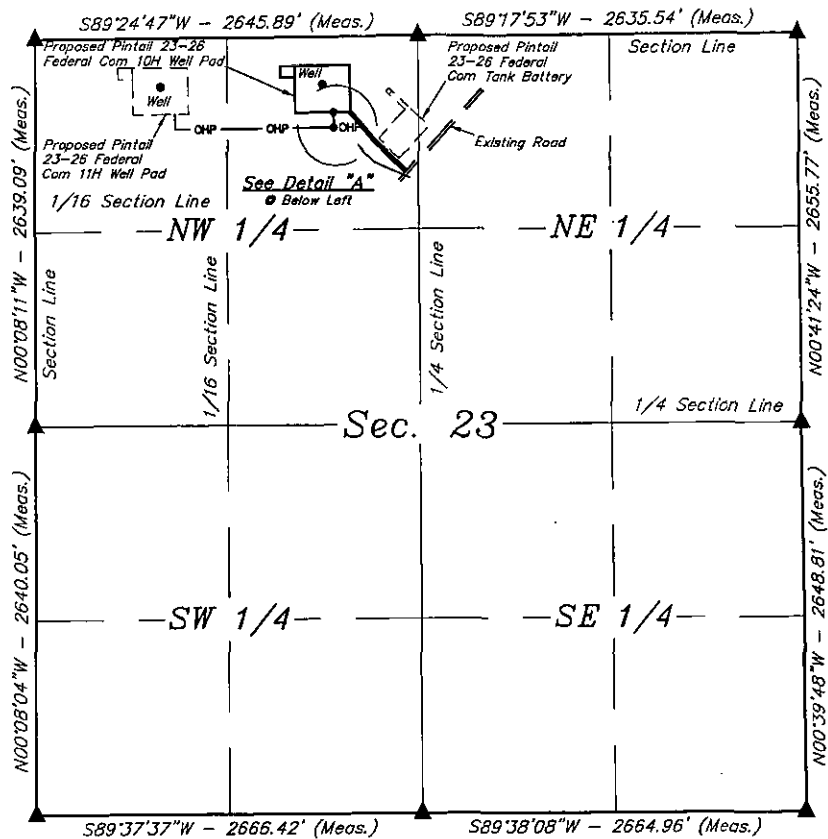 S89°24'47"W - 2645.89' (Meas.)
S89°17'53"W - 2635.54' (Meas.)
Proposed Pintail 23-26
Federal Com 10H Well Pad
Well
Well
Proposed Pintail
23-26 Federal
Com Tank Battery
Section Line
OHP
OHP
OHP
Existing Road
Proposed Pintail
23-26 Federal
Com 11H Well Pad
See Detail "A"
@ Below Left
1/16 Section Line
NW 1/4
NE 1/4
N00°08'11"W - 2639.09' (Meas.)
Section Line
1/16 Section Line
1/4 Section Line
N00°41'24"W - 2655.77' (Meas.)
1/4 Section Line
Sec. 23
N00°08'04"W - 2640.05' (Meas.)
SW 1/4
SE 1/4
N00°39'48"W - 2648.81' (Meas.)
S89°37'37"W - 2666.42' (Meas.)
S89°38'08"W - 2664.96' (Meas.)